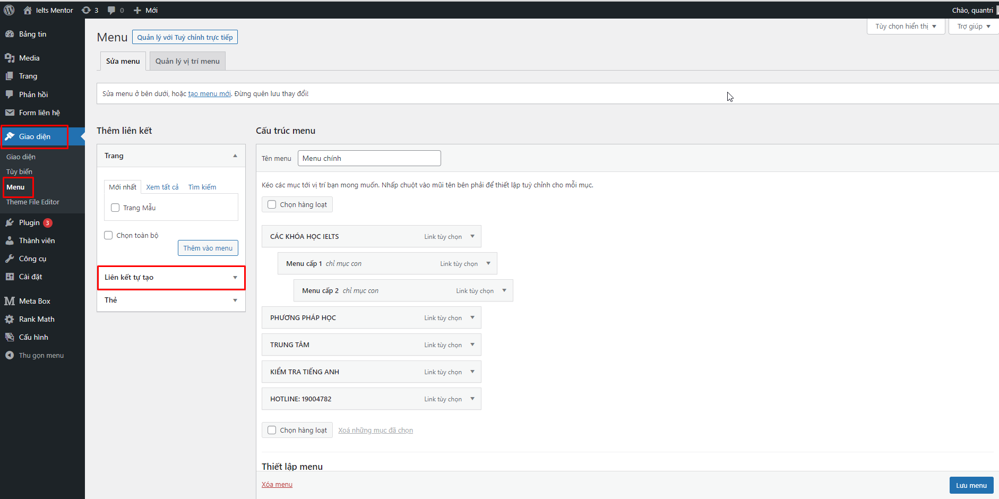 Ielts Mentor 3 0 Mới
Chào, quantri
Bảng tin
Media
Trang
Phản hồi
Form liên hệ
Giao diện
Giao diện
Tùy biến
Menu
Theme File Editor
Plugin 3
Thành viên
Công cụ
Cài đặt
Meta Box
Rank Math
Cấu hình
Thu gọn menu
Tùy chọn hiển thị
Trợ giúp
Menu Quản lý với Tuỳ chỉnh trực tiếp
Sửa menu Quản lý vị trí menu
Sửa menu ở bên dưới, hoặc tạo menu mới. Đừng quên lưu thay đổi!
Thêm liên kết
Trang
Mới nhất Xem tất cả Tìm kiếm
Trang Mẫu
Chọn toàn bộ
Thêm vào menu
Liên kết tự tạo
Thẻ
Cấu trúc menu
Tên menu Menu chính
Kéo các mục tới vị trí bạn mong muốn. Nhấp chuột vào mũi tên bên phải để thiết lập tuỳ chỉnh cho mỗi mục.
Chọn hàng loạt
CÁC KHÓA HỌC IELTS Link tùy chọn
Menu cấp 1 chỉ mục con Link tùy chọn
Menu cấp 2 chỉ mục con Link tùy chọn
PHƯƠNG PHÁP HỌC Link tùy chọn
TRUNG TÂM Link tùy chọn
KIỂM TRA TIẾNG ANH Link tùy chọn
HOTLINE: 19004782 Link tùy chọn
Chọn hàng loạt Xoá những mục đã chọn
Thiết lập menu
Xóa menu
Lưu menu